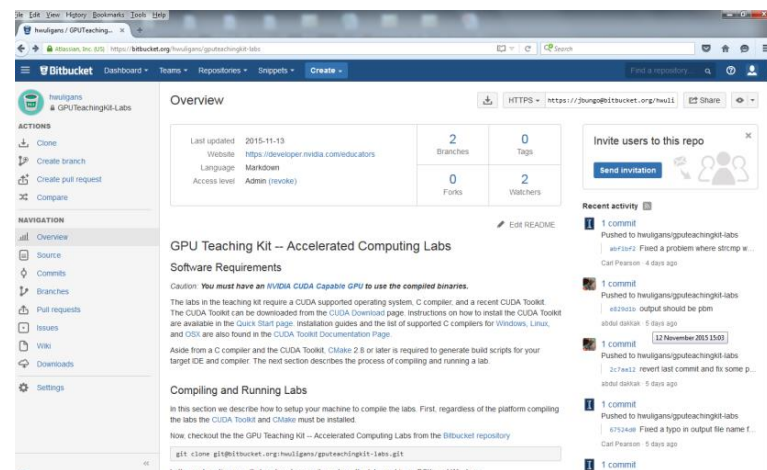 File Edit View History Bookmarks Tools Help
hwuligans / GPUTeaching... × +
Atlassian, Inc. (US) https://bitbucket.org/hwuligans/gputeachingkit-labs Search
Bitbucket Dashboard Teams Repositories Snippets Create Find a repository...
hwuligans
GPUTeachingKit-Labs
ACTIONS
Clone
Create branch
Create pull request
Compare
NAVIGATION
Overview
Source
Commits
Branches
Pull requests
Issues
Wiki
Downloads
Settings
Overview
HTTPS https://jbungo@bitbucket.org/hwuli Share
Last updated 2015-11-13
Website https://developer.nvidia.com/educators
Language Markdown
Access level Admin (revoke)
2
Branches
0
Tags
0
Forks
2
Watchers
Edit README
GPU Teaching Kit -- Accelerated Computing Labs
Software Requirements
Caution: You must have an NVIDIA CUDA Capable GPU to use the compiled binaries.
The labs in the teaching kit require a CUDA supported operating system, C compiler, and a recent CUDA Toolkit.
The CUDA Toolkit can be downloaded from the CUDA Download page. Instructions on how to install the CUDA Toolkit
are available in the Quick Start page. Installation guides and the list of supported C compilers for Windows, Linux,
and OSX are also found in the CUDA Toolkit Documentation Page.
Aside from a C compiler and the CUDA Toolkit, CMake 2.8 or later is required to generate build scripts for your
target IDE and compiler. The next section describes the process of compiling and running a lab.
Compiling and Running Labs
In this section we describe how to setup your machine to compile the labs. First, regardless of the platform compiling
the labs the CUDA Toolkit and CMake must be installed.
Now, checkout the the GPU Teaching Kit -- Accelerated Computing Labs from the Bitbucket repository
git clone git@bitbucket.org:hwuligans/gputeachingkit-labs.git
Invite users to this repo ×
Send invitation
Recent activity
1 commit
Pushed to hwuligans/gputeachingkit-labs
Fixed a problem where strcmp w...
Carl Pearson · 4 days ago
1 commit
Pushed to hwuligans/gputeachingkit-labs
e829d1b output should be pbm
abdul dakkak · 5 days ago
12 November 2015 15:03
1 commit
Pushed to hwuligans/gputeachingkit-labs
2c7aa12 revert last commit and fix some p...
abdul dakkak · 5 days ago
1 commit
Pushed to hwuligans/gputeachingkit-labs
67524d8 Fixed a typo in output file name f...
Carl Pearson · 5 days ago
1 commit